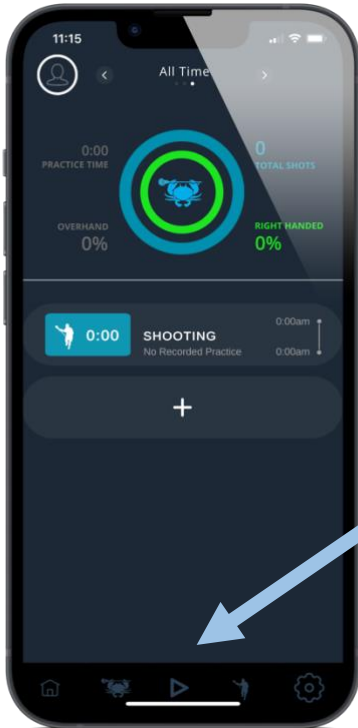 11:15
All Time
0:00
PRACTICE TIME
0
TOTAL SHOTS
OVERHAND
0%
RIGHT HANDED
0%
0:00
SHOOTING
No Recorded Practice
0:00am
0:00am